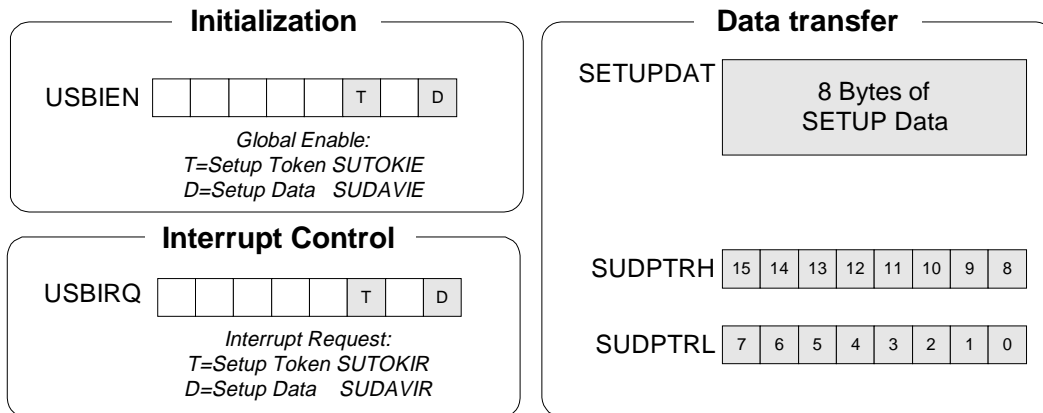 Initialization
USBIEN T D
Global Enable:
T=Setup Token SUTOKIE
D=Setup Data SUDAVIE
Interrupt Control
USBIRQ T D
Interrupt Request:
T=Setup Token SUTOKIR
D=Setup Data SUDAVIR
Data transfer
SETUPDAT
8 Bytes of
SETUP Data
SUDPTRH 15 14 13 12 11 10 9 8
SUDPTRL 7 6 5 4 3 2 1 0